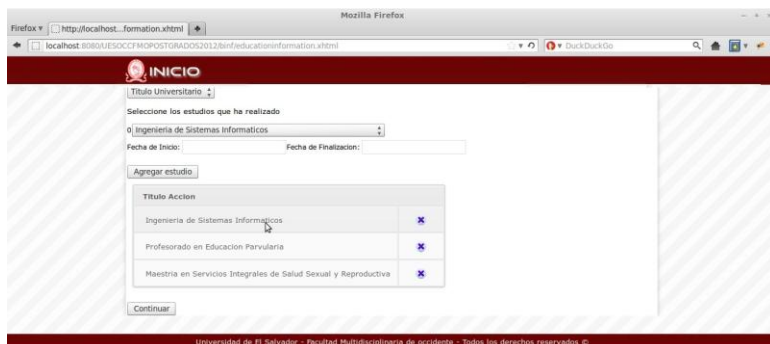 Mozilla Firefox
Firefox
http://localhost...formation.xhtml
localhost:8080/UESOCCFMOPOSTGRADOS2012/binf/educationinformation.xhtml
DuckDuckGo
INICIO
Titulo Universitario
Seleccione los estudios que ha realizado
0 Ingenieria de Sistemas Informaticos
Fecha de Inicio: Fecha de Finalizacion:
Agregar estudio
Titulo Accion
Ingenieria de Sistemas Informaticos
Profesorado en Educacion Parvularia
Maestria en Servicios Integrales de Salud Sexual y Reproductiva
Continuar
Universidad de El Salvador - Facultad Multidisciplinaria de occidente - Todos los derechos reservados ©